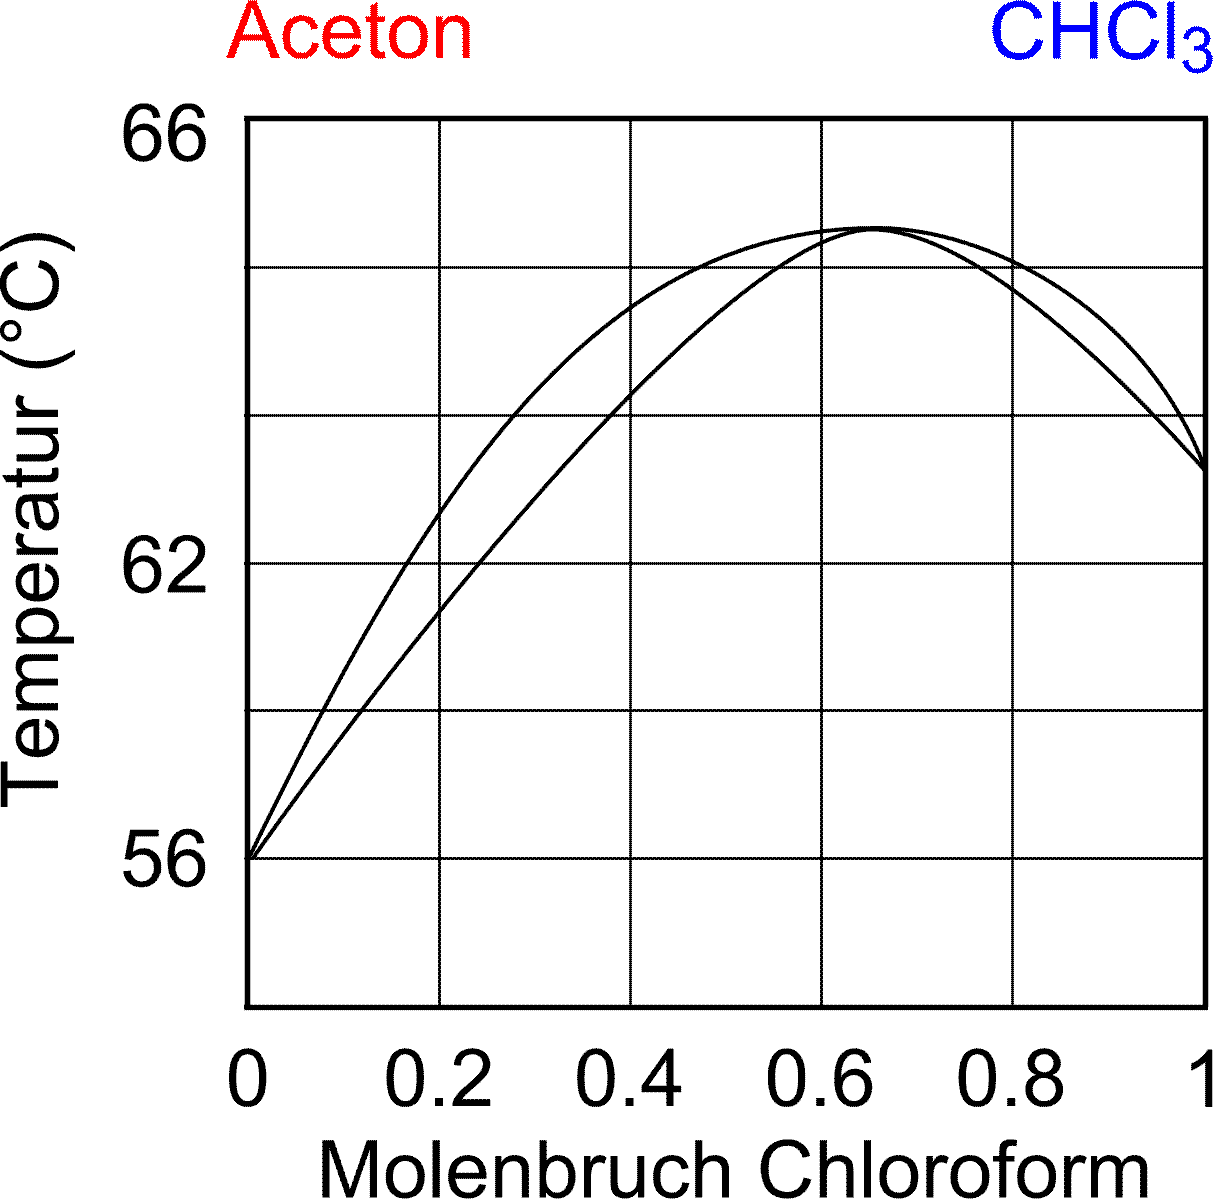 Aceton
CHCl3
66
62
56
Temperatur (°C)
0 0.2 0.4 0.6 0.8 1
Molenbruch Chloroform